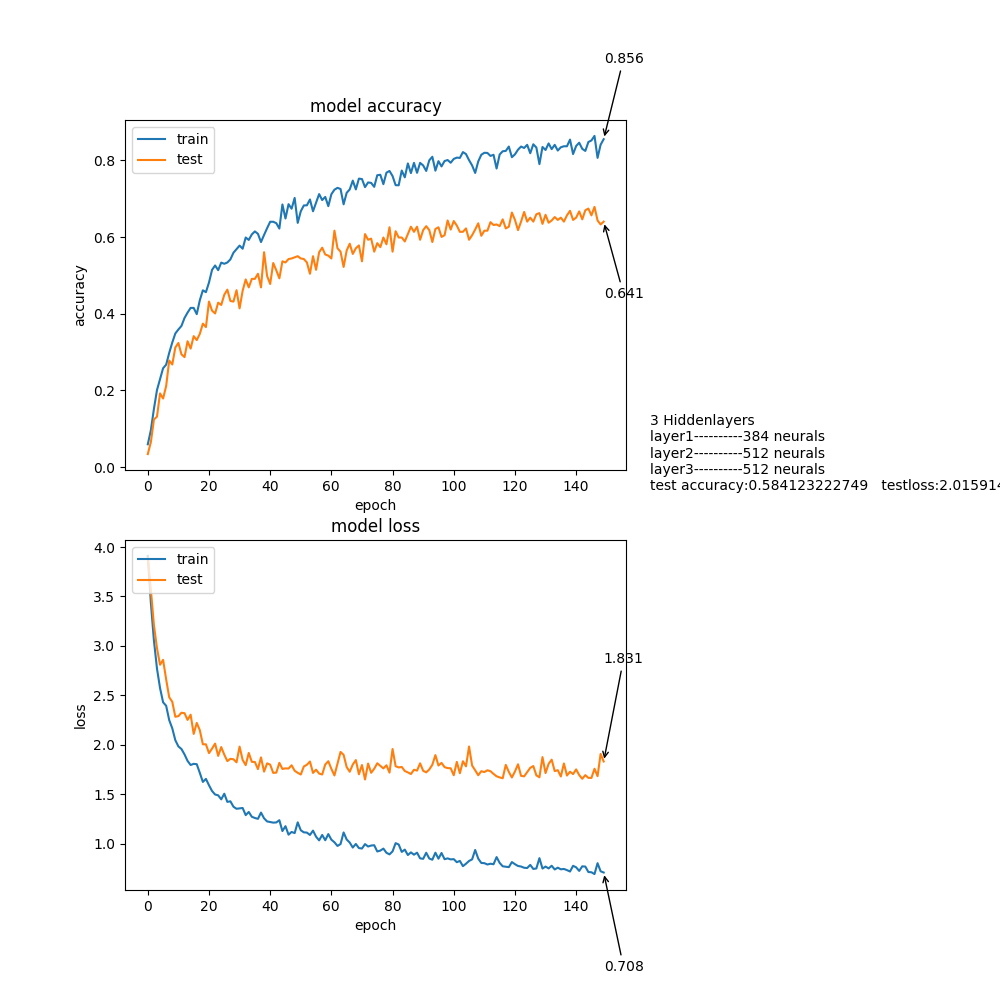 0.856
model accuracy
train
test
0.8
0.6
0.4
0.2
0.0
accuracy
0.641
0 20 40 60 80 100 120 140
epoch
3 Hiddenlayers
layer1----------384 neurals
layer2----------512 neurals
layer3----------512 neurals
test accuracy:0.584123222749 testloss:2.015914
model loss
train
test
4.0
3.5
3.0
2.5
2.0
1.5
1.0
loss
1.831
0 20 40 60 80 100 120 140
epoch
0.708